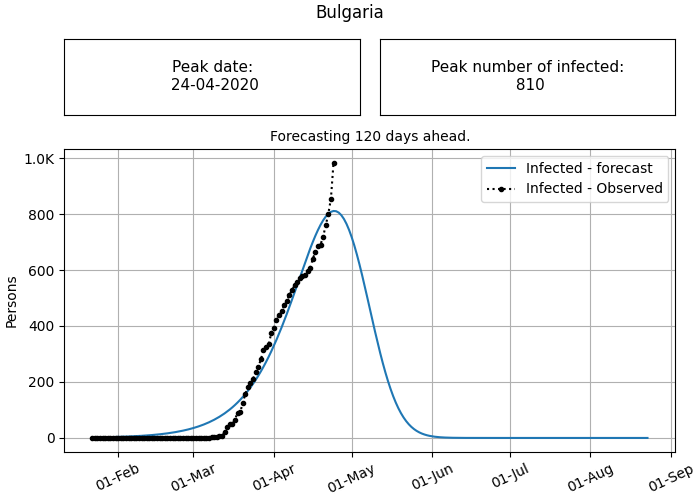 Bulgaria
Peak date:
24-04-2020
Peak number of infected:
810
Forecasting 120 days ahead.
Infected - forecast
Infected - Observed
Persons
1.0K
800
600
400
200
0
01-Feb
01-Mar
01-Apr
01-May
01-Jun
01-Jul
01-Aug
01-Sep